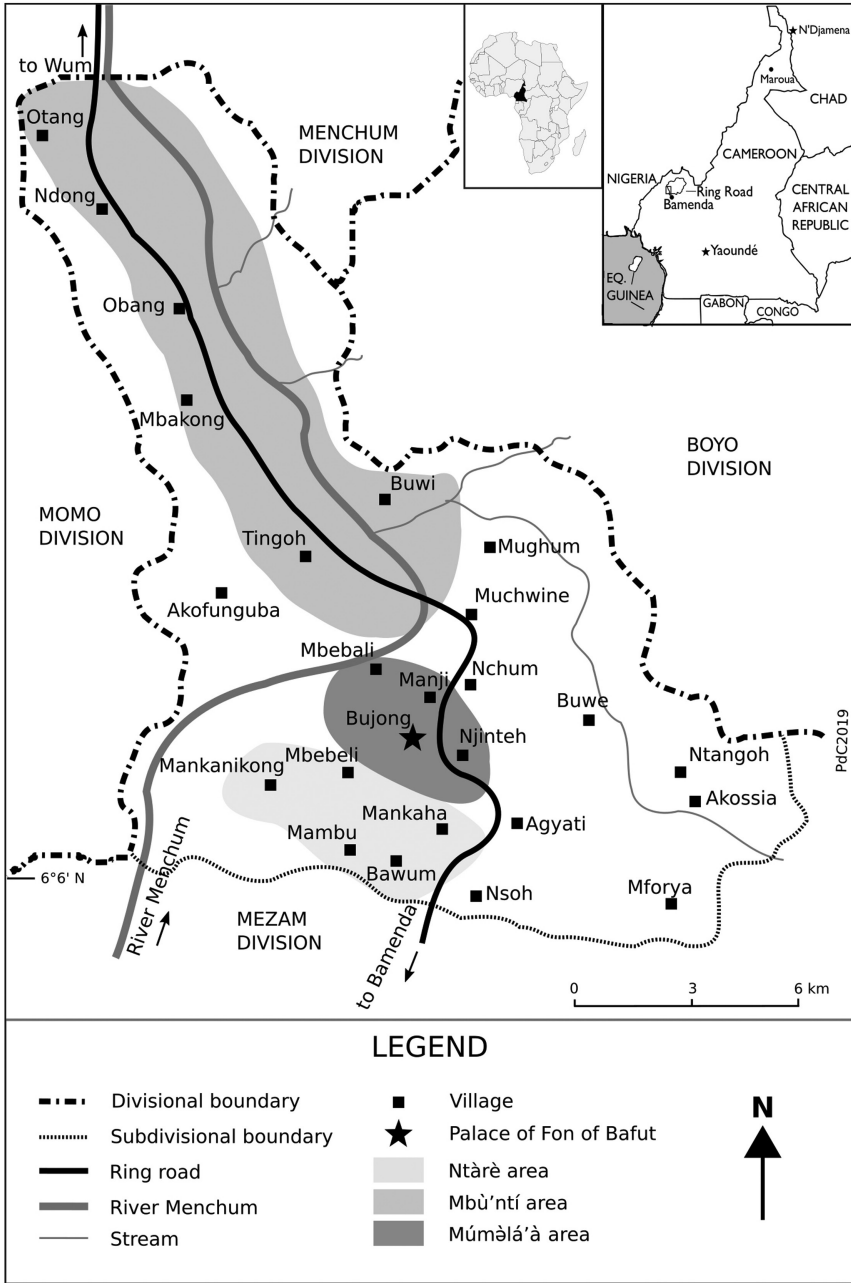 to Wum
Otang
MENCHUM
DIVISION
Ndong
Obang
Mbakong
MOMO
DIVISION
Buwi
BOYO
DIVISION
Tingoh
Mughum
Akofunguba
Muchwine
Mbebali
Manji
Nchum
Bujong
Buwe
Njinteh
Mbebeli
Mankanikong
Ntangoh
Akossia
Mankaha
Mambu
Agyati
Bawum
6°6' N
Nsoh
Mforya
River Menchum
MEZAM
DIVISION
to Bamenda
0 3 6 km
PdC2019
N'Djamena
Maroua
CHAD
CAMEROON
NIGERIA
Ring Road
Bamenda
CENTRAL
AFRICAN
REPUBLIC
Yaoundé
EQ.
GUINEA
GABON
CONGO
LEGEND
Divisional boundary
Subdivisional boundary
Ring road
River Menchum
Stream
Village
Palace of Fon of Bafut
Ntàrè area
Mbù'ntí area
Múmə̀lá'à area
N